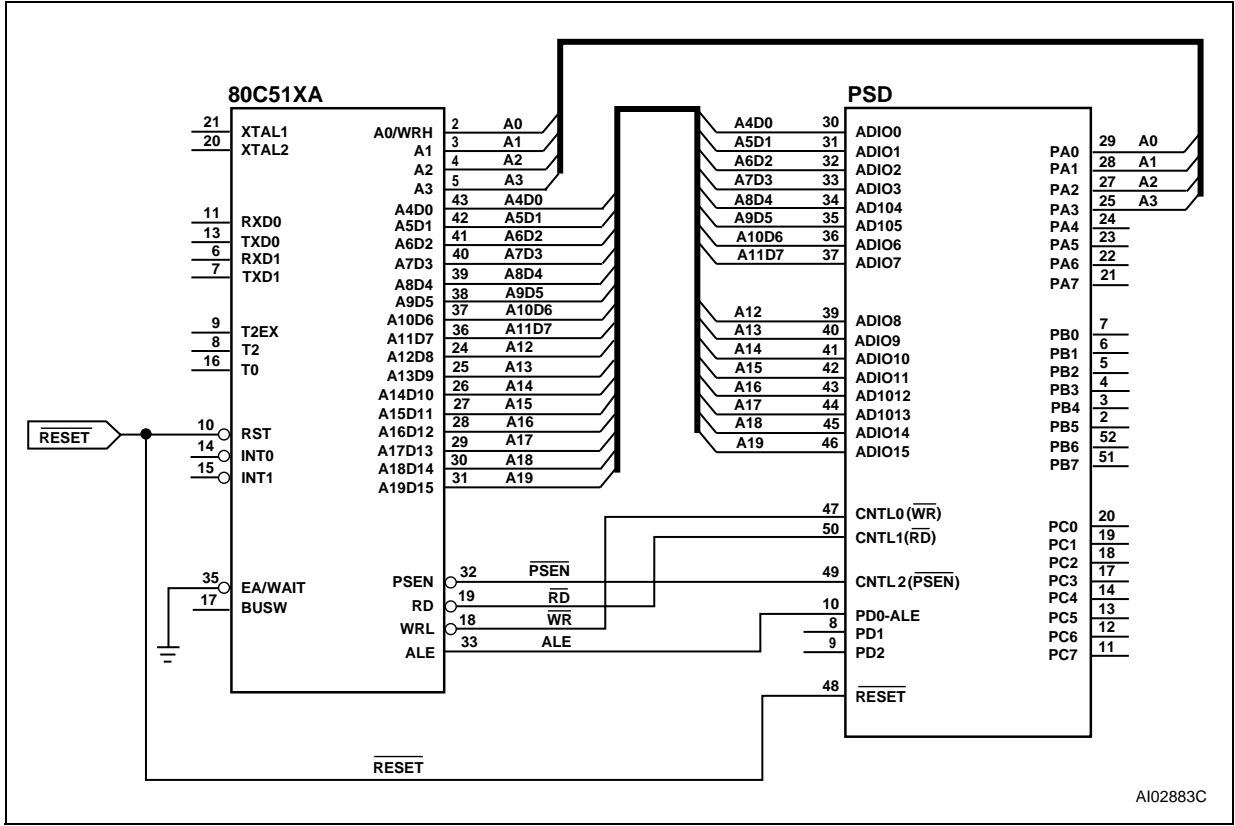 80C51XA
PSD
21 XTAL1
20 XTAL2
11 RXD0
13 TXD0
6 RXD1
7 TXD1
9 T2EX
8 T2
16 T0
RESET
10 RST
14 INT0
15 INT1
35 EA/WAIT
17 BUSW
A0/WRH 2 A0
A1 3 A1
A2 4 A2
A3 5 A3
A4D0 43 A4D0
A5D1 42 A5D1
A6D2 41 A6D2
A7D3 40 A7D3
A8D4 39 A8D4
A9D5 38 A9D5
A10D6 37 A10D6
A11D7 36 A11D7
A12D8 24 A12
A13D9 25 A13
A14D10 26 A14
A15D11 27 A15
A16D12 28 A16
A17D13 29 A17
A18D14 30 A18
A19D15 31 A19
PSEN 32 PSEN
RD 19 RD
WRL 18 WR
ALE 33 ALE
A4D0 30 ADIO0
A5D1 31 ADIO1
A6D2 32 ADIO2
A7D3 33 ADIO3
A8D4 34 AD104
A9D5 35 AD105
A10D6 36 ADIO6
A11D7 37 ADIO7
A12 39 ADIO8
A13 40 ADIO9
A14 41 ADIO10
A15 42 ADIO11
A16 43 AD1012
A17 44 AD1013
A18 45 ADIO14
A19 46 ADIO15
47 CNTL0(WR)
50 CNTL1(RD)
49 CNTL2(PSEN)
10 PD0-ALE
8 PD1
9 PD2
48 RESET
PA0 29 A0
PA1 28 A1
PA2 27 A2
PA3 25 A3
PA4 24
PA5 23
PA6 22
PA7 21
PB0 7
PB1 6
PB2 5
PB3 4
PB4 3
PB5 2
PB6 52
PB7 51
PC0 20
PC1 19
PC2 18
PC3 17
PC4 14
PC5 13
PC6 12
PC7 11
RESET
AI02883C